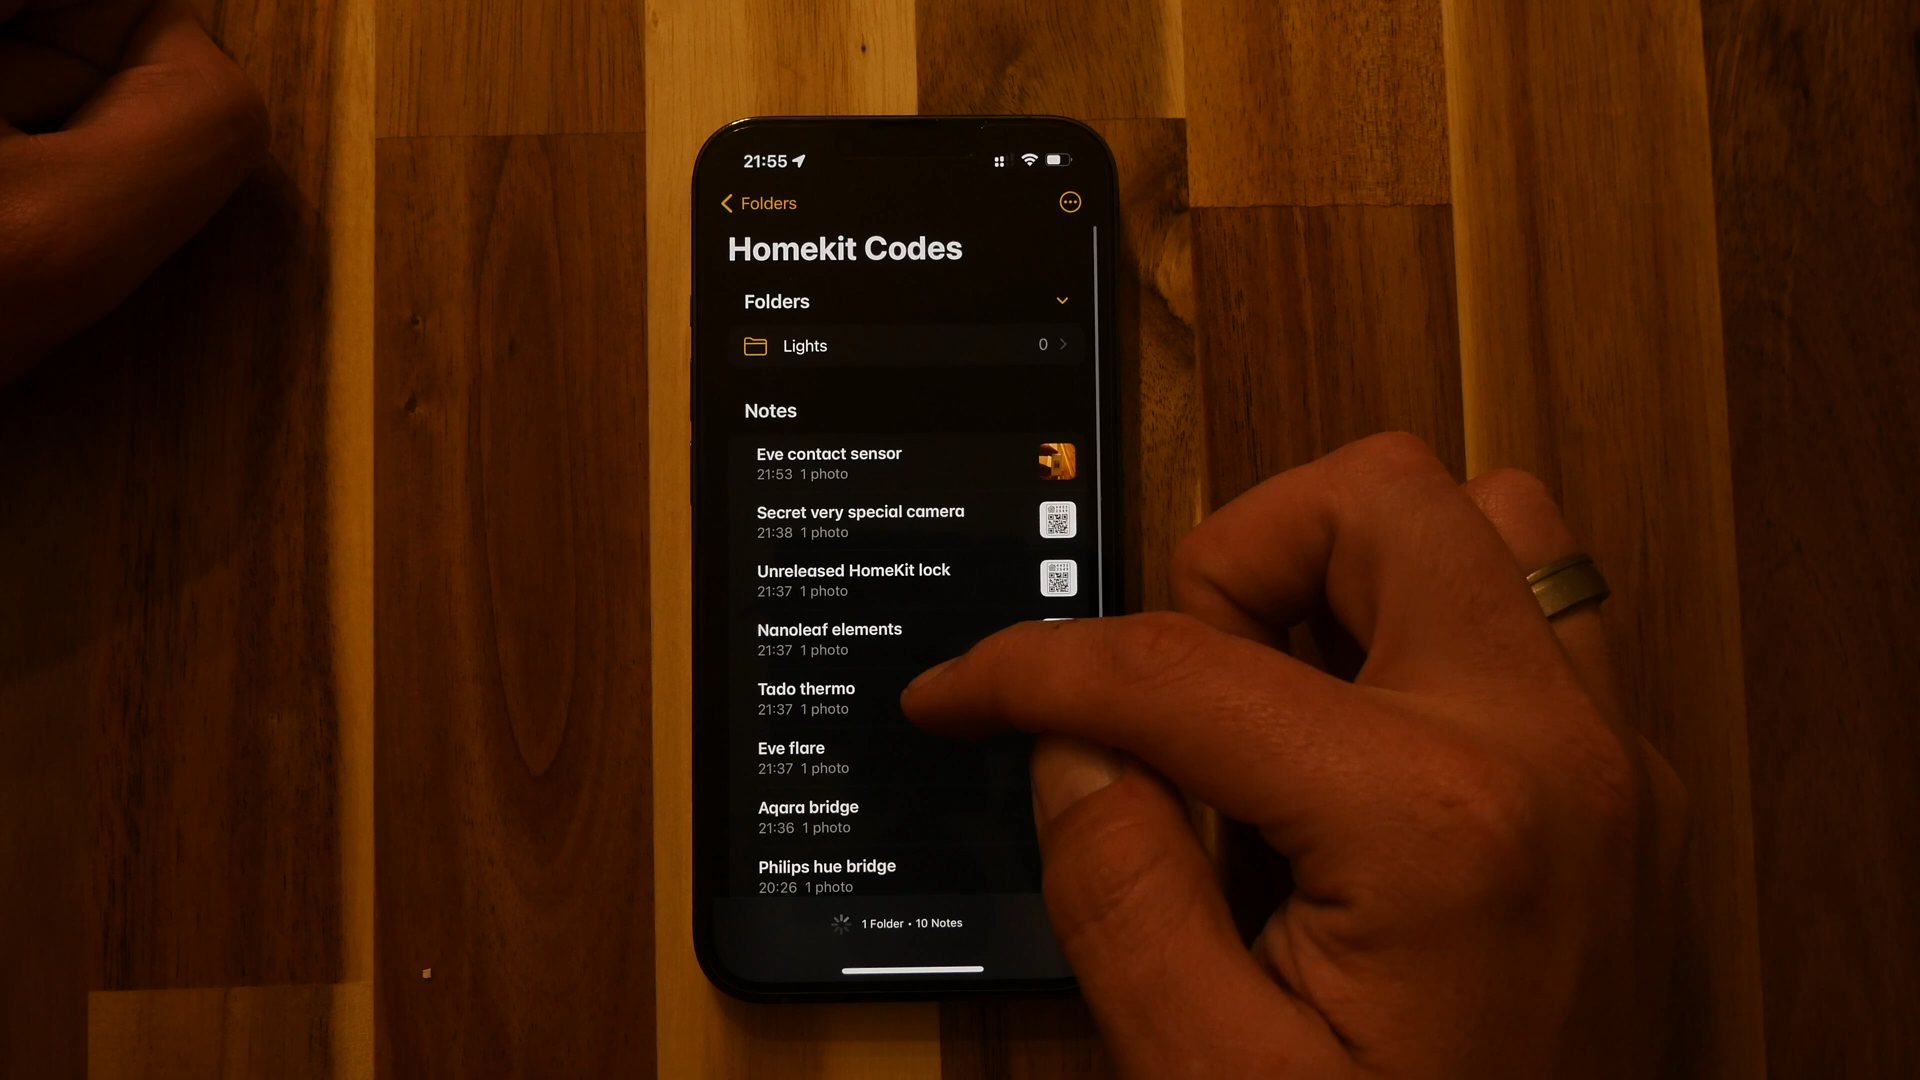 21:55
Folders
Homekit Codes
Folders
Lights 0
Notes
Eve contact sensor
21:53 1 photo
Secret very special camera
21:38 1 photo
Unreleased HomeKit lock
21:37 1 photo
Nanoleaf elements
21:37 1 photo
Tado thermo
21:37 1 photo
Eve flare
21:37 1 photo
Aqara bridge
21:36 1 photo
Philips hue bridge
20:26 1 photo
1 Folder • 10 Notes